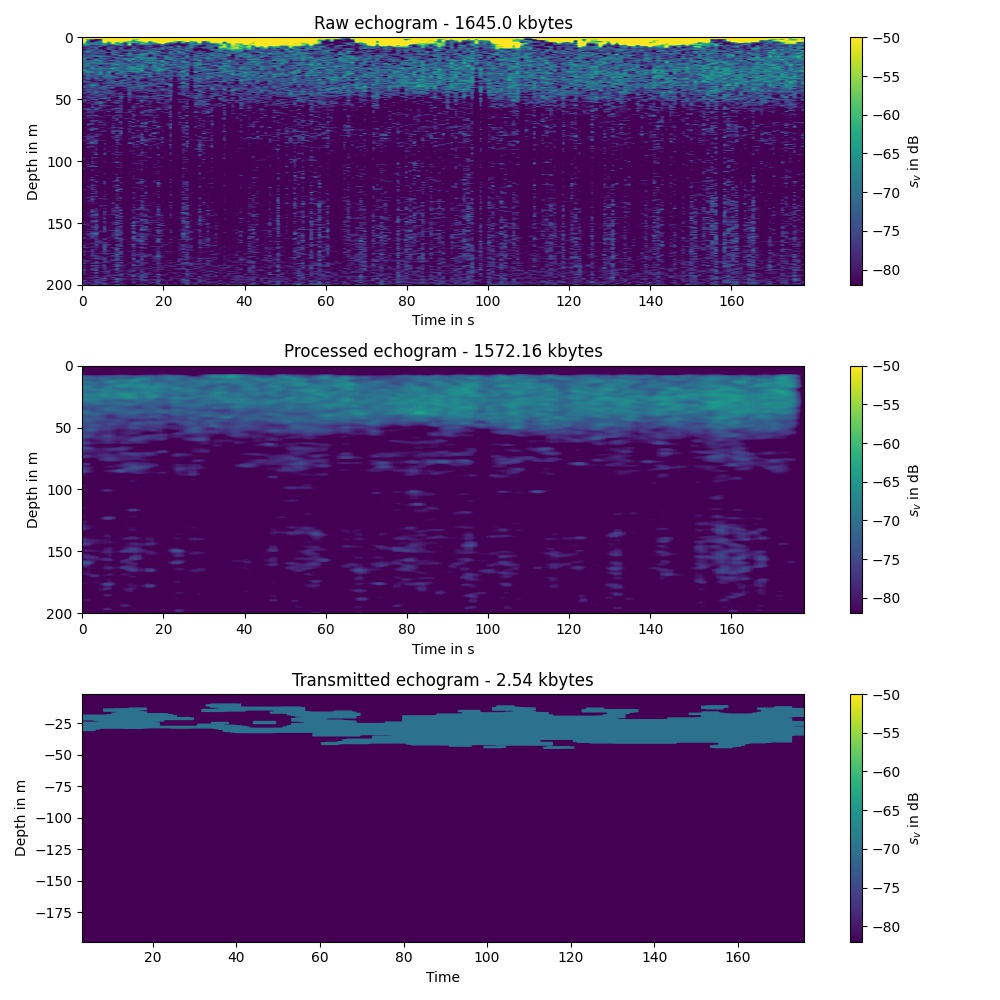 Raw echogram - 1645.0 kbytes
0
50
100
150
200
Depth in m
0 20 40 60 80 100 120 140 160
Time in s
−50
−55
−60
−65
−70
−75
−80
sv in dB
Processed echogram - 1572.16 kbytes
0
50
100
150
200
Depth in m
0 20 40 60 80 100 120 140 160
Time in s
−50
−55
−60
−65
−70
−75
−80
sv in dB
Transmitted echogram - 2.54 kbytes
−25
−50
−75
−100
−125
−150
−175
Depth in m
20 40 60 80 100 120 140 160
Time
−50
−55
−60
−65
−70
−75
−80
sv in dB